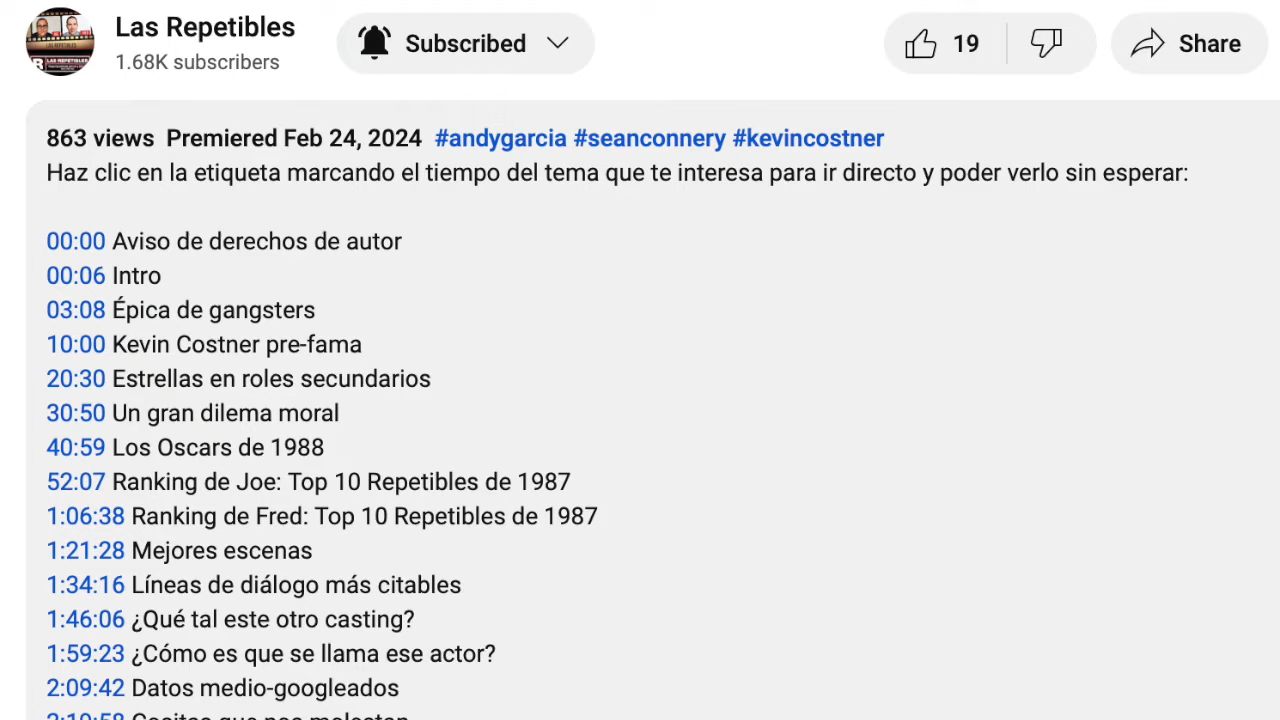 Las Repetibles
1.68K subscribers
Subscribed
19
Share
863 views Premiered Feb 24, 2024 #andygarcia #seanconnery #kevincostner
Haz clic en la etiqueta marcando el tiempo del tema que te interesa para ir directo y poder verlo sin esperar:
00:00 Aviso de derechos de autor
00:06 Intro
03:08 Épica de gangsters
10:00 Kevin Costner pre-fama
20:30 Estrellas en roles secundarios
30:50 Un gran dilema moral
40:59 Los Oscars de 1988
52:07 Ranking de Joe: Top 10 Repetibles de 1987
1:06:38 Ranking de Fred: Top 10 Repetibles de 1987
1:21:28 Mejores escenas
1:34:16 Líneas de diálogo más citables
1:46:06 ¿Qué tal este otro casting?
1:59:23 ¿Cómo es que se llama ese actor?
2:09:42 Datos medio-googleados